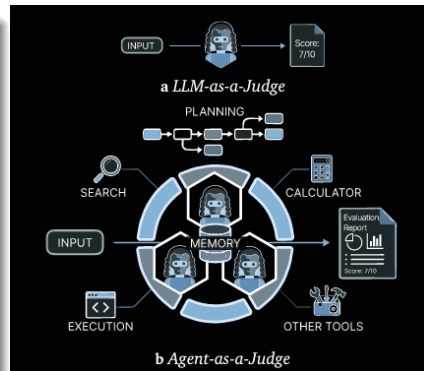 INPUT
Score:
7/10
a LLM-as-a-Judge
PLANNING
SEARCH
CALCULATOR
INPUT
MEMORY
Evaluation
Report
Score: 7/10
EXECUTION
OTHER TOOLS
b Agent-as-a-Judge